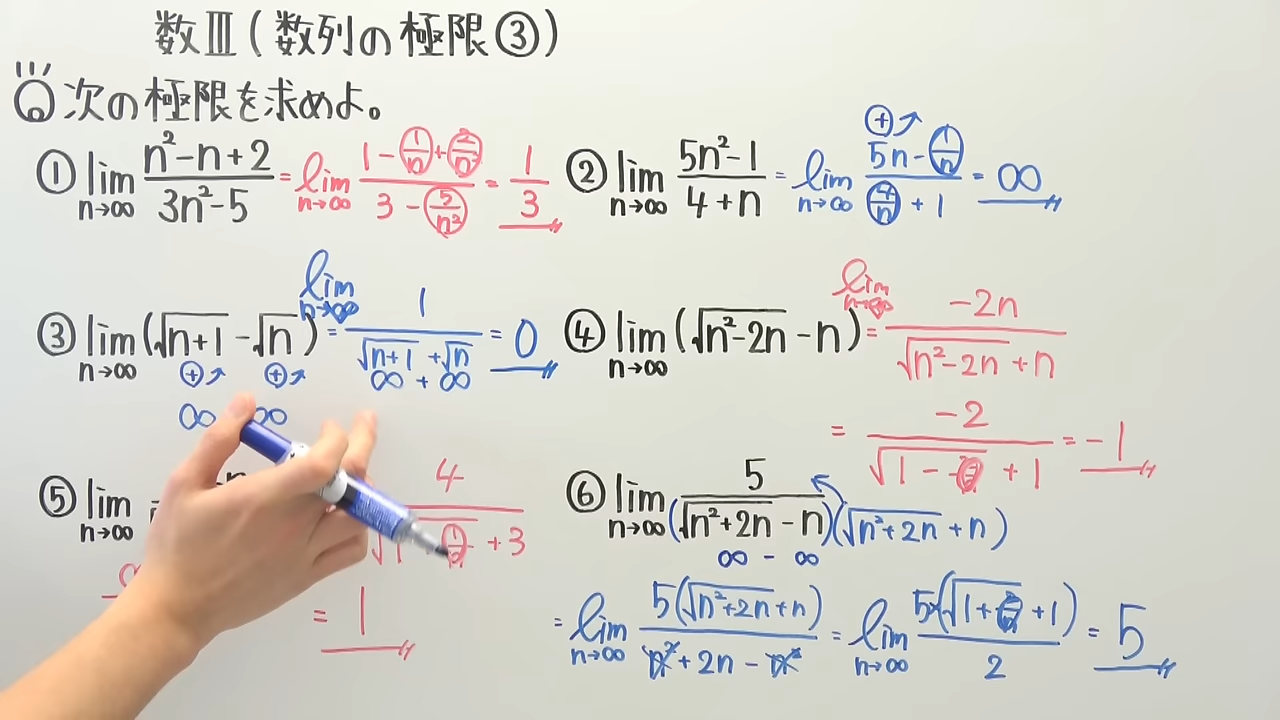 数Ⅲ(数列の極限③)
Q 次の極限を求めよ。
① lim n→∞ (n²-n+2)/(3n²-5) = lim n→∞ (1-1/n+2/n²)/(3-5/n²) = 1/3
② lim n→∞ (5n²-1)/(4+n) = lim n→∞ (5n-1/n)/(4/n+1) = ∞
⊕
③ lim n→∞ (√(n+1) -√n) = lim n→∞ 1/(√(n+1)+√n) = 0
⊕ ⊕
∞ + ∞
∞ ∞
④ lim n→∞ (√(n²-2n) -n) = lim n→∞ -2n/(√(n²-2n)+n)
= -2/(√(1-2/n)+1) = -1
⑤ lim n→∞
4
+3
= 1
⑥ lim n→∞ 5/(√(n²+2n) -n) (√(n²+2n)+n)
∞ - ∞
= lim n→∞ 5(√(n²+2n)+n)/(n²+2n-n²) = lim n→∞ 5(√(1+2/n)+1)/2 = 5